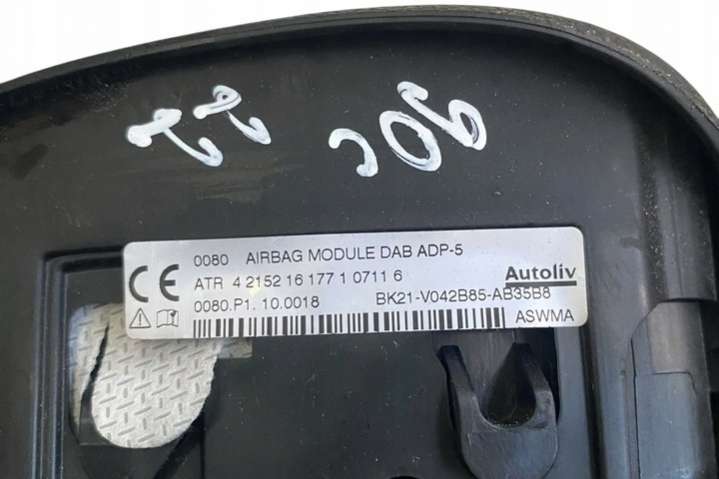 0080 AIRBAG MODULE DAB ADP-5
ATR 4 2152 16 177 1 0711 6
Autoliv
0080.P1. 10.0018 BK21-V042B85-AB35B8
ASWMA